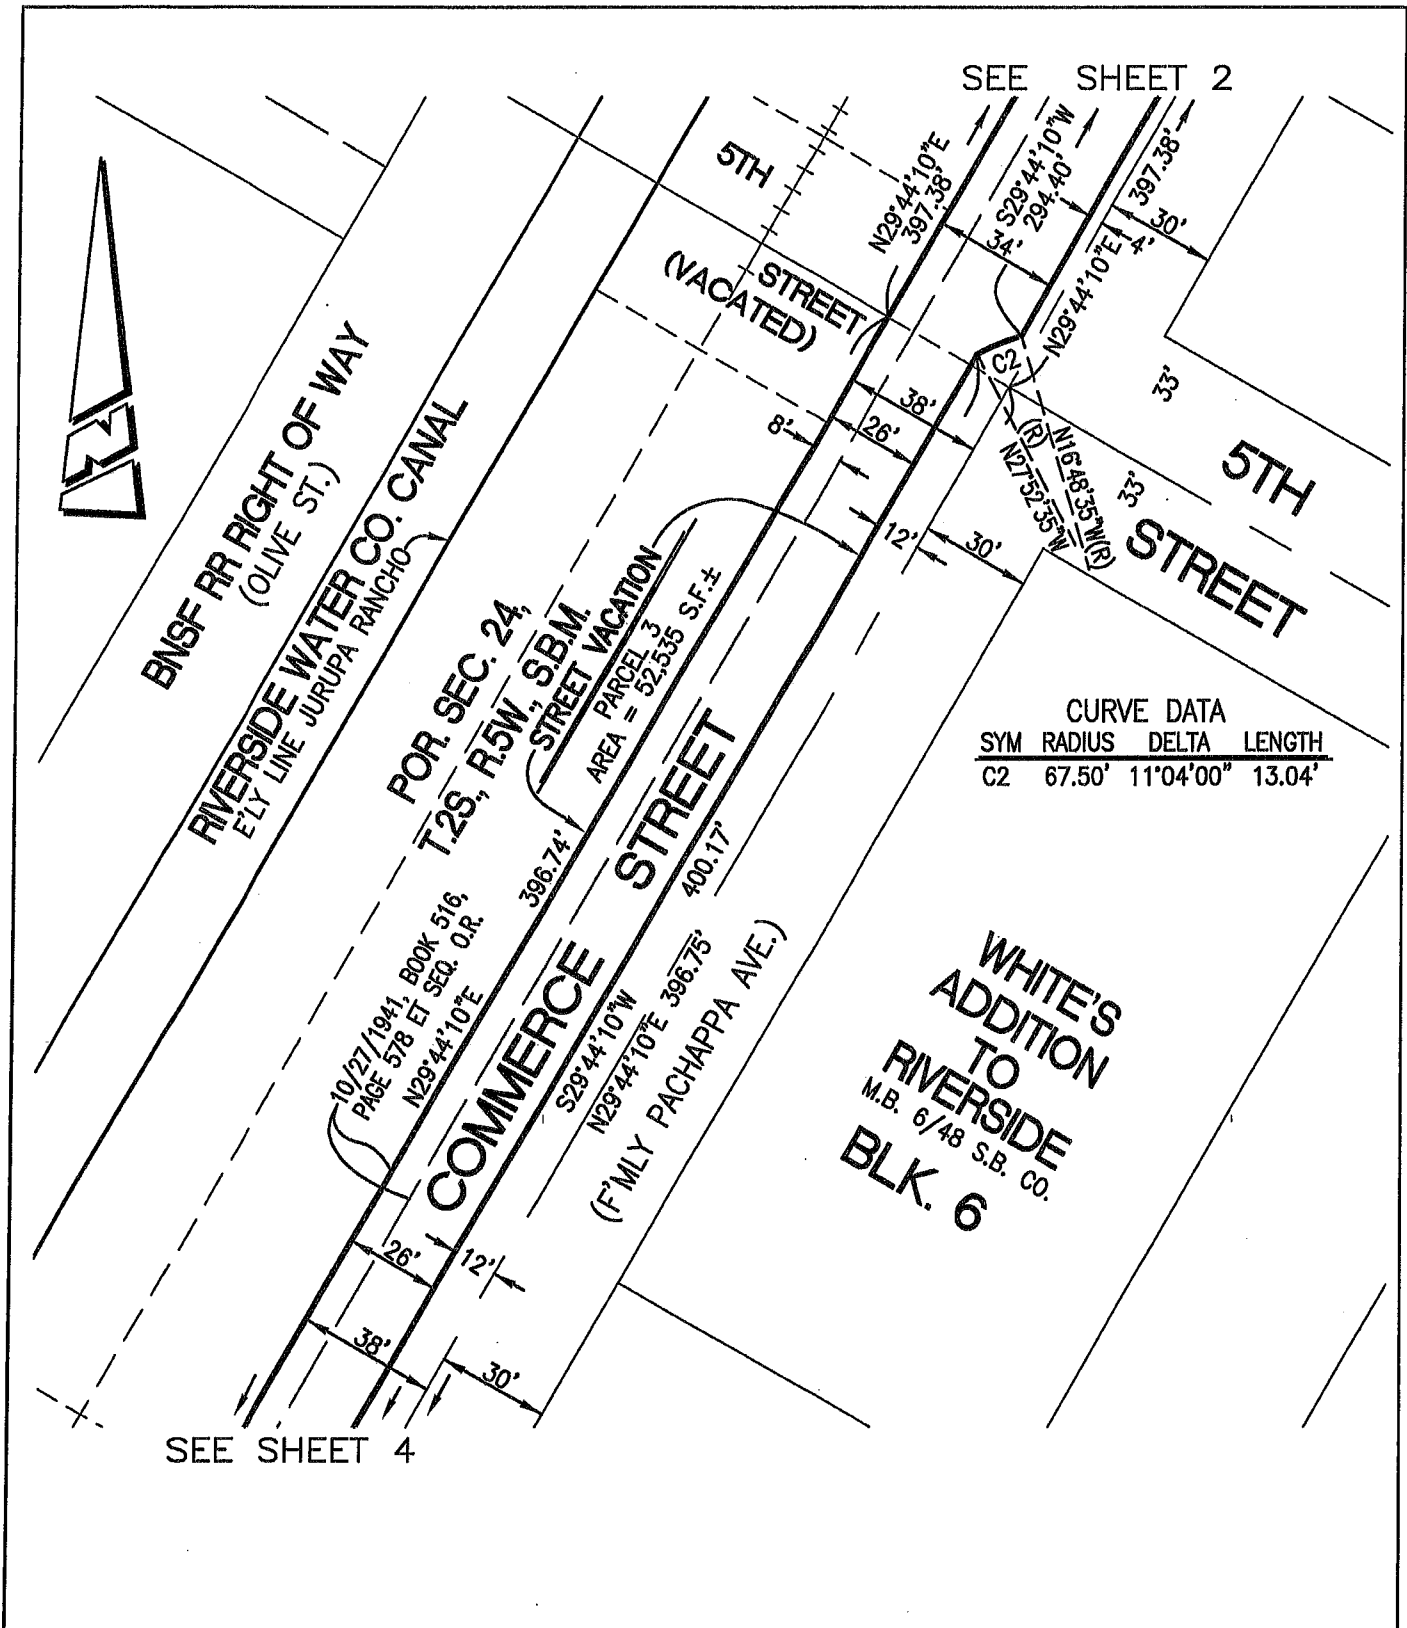 SEE SHEET 2
5TH
STREET
(VACATED)
N29°44'10"E
397.38'
S29°44'10"W
294.40'
397.38'
N29°44'10"E
34'
4'
30'
C2
33'
33'
5TH
STREET
N16°48'35"W(R)
(R)
N27°52'35"W
8'
38'
26'
12'
30'
BNSF RR RIGHT OF WAY
(OLIVE ST.)
RIVERSIDE WATER CO. CANAL
E'LY LINE JURUPA RANCHO
POR. SEC. 24,
T.2S., R.5W., S.B.M.
STREET VACATION
PARCEL 3
AREA = 52,535 S.F.±
CURVE DATA
SYM RADIUS DELTA LENGTH
C2 67.50' 11°04'00" 13.04'
10/27/1941, BOOK 516,
PAGE 578 ET SEQ. O.R.
N29°44'10"E
396.74'
COMMERCE STREET
400.17'
S29°44'10"W
N29°44'10"E 396.75'
(F'MLY PACHAPPA AVE.)
WHITE'S
ADDITION
TO
RIVERSIDE
M.B. 6/48 S.B. CO.
BLK. 6
26'
12'
38'
30'
SEE SHEET 4